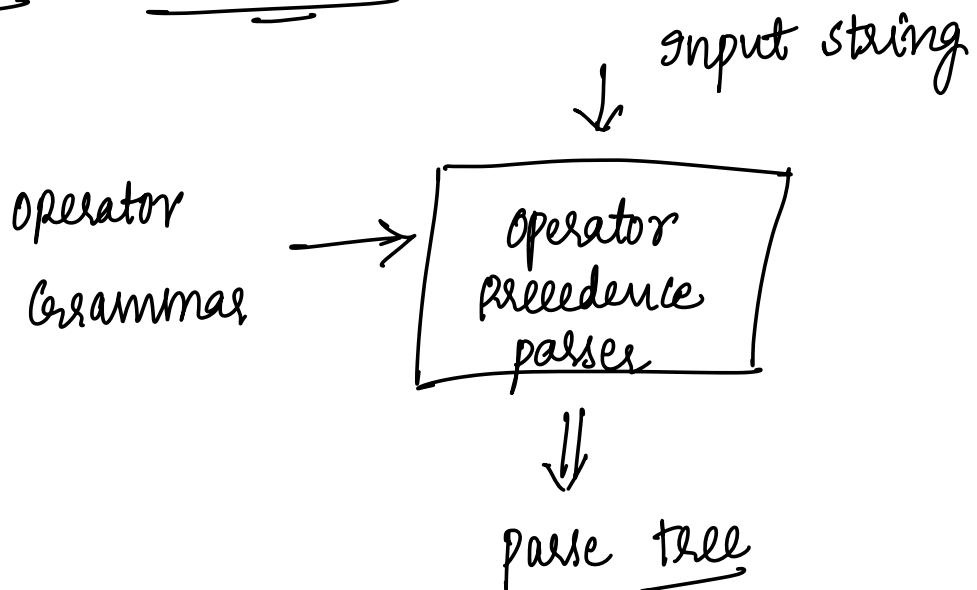 Input string
Operator
Grammar
Operator
precedence
parser
parse tree